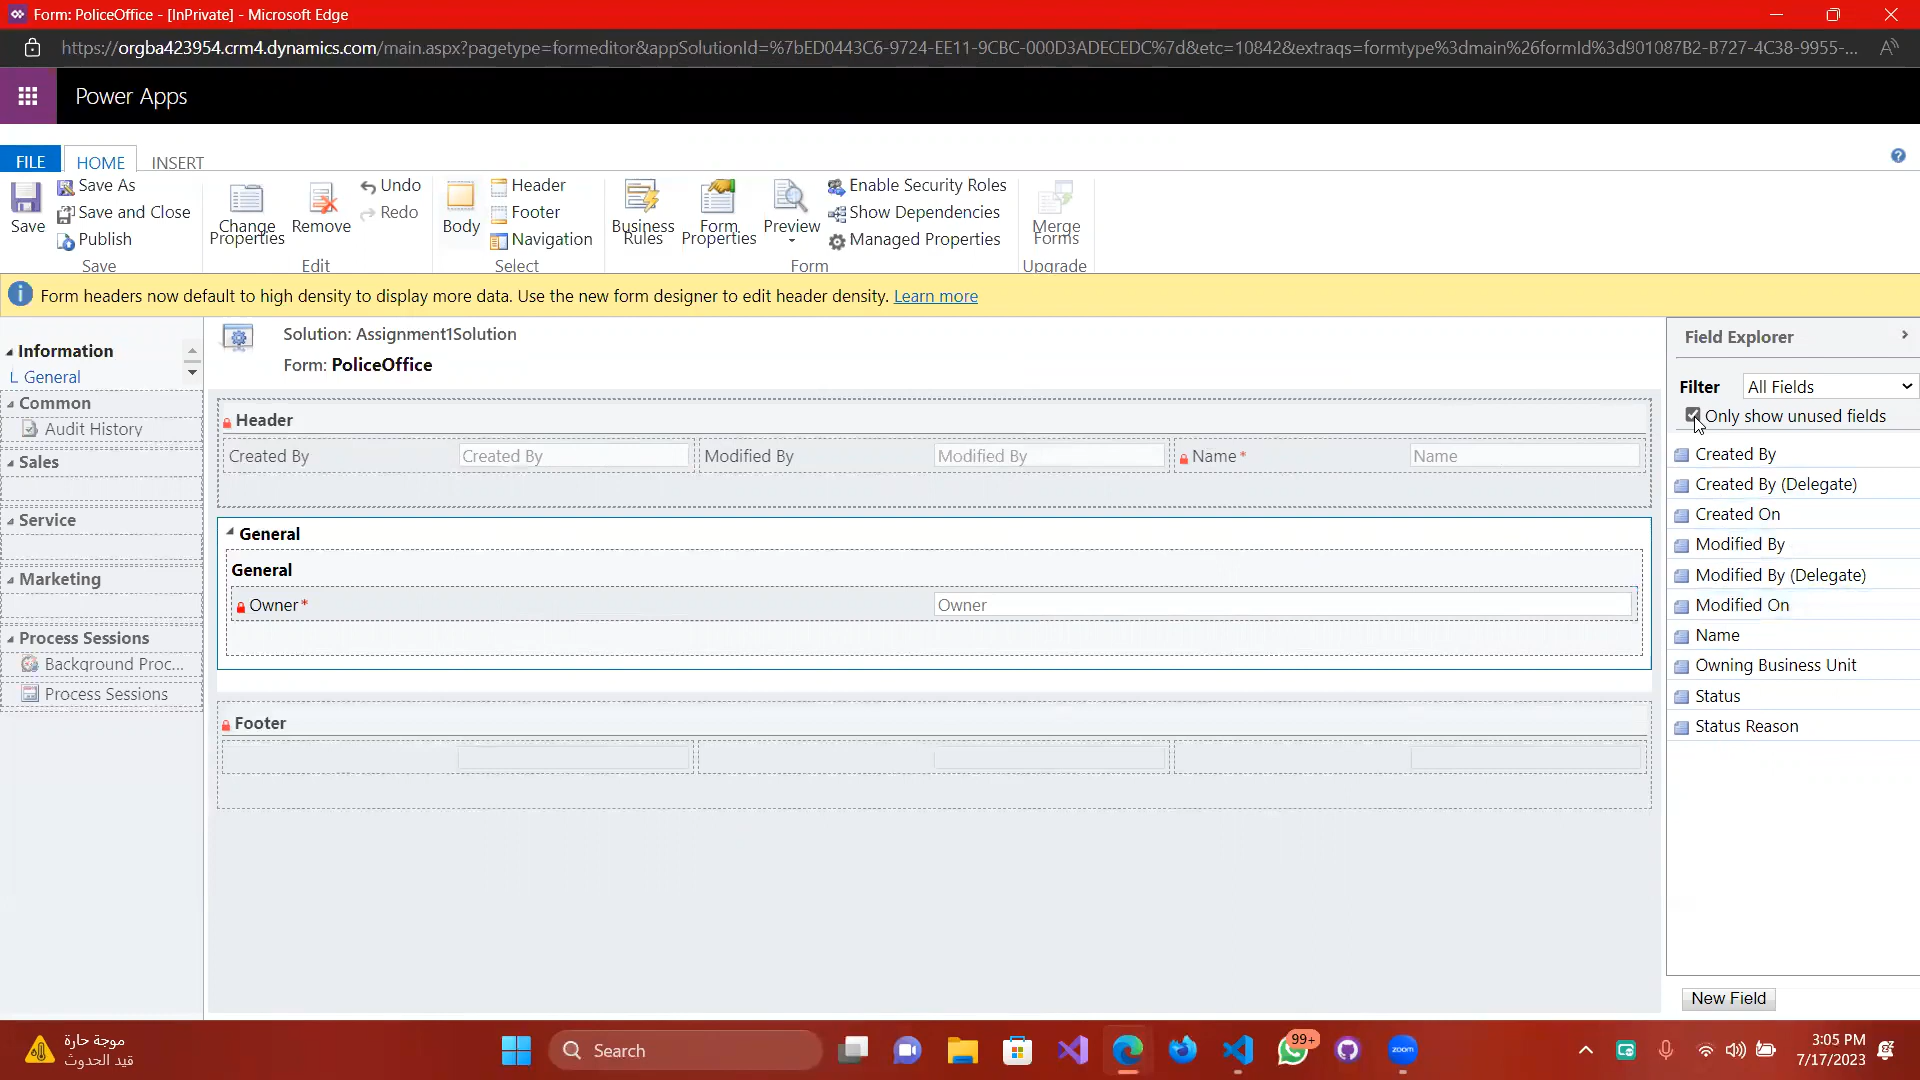 Form: PoliceOffice - [InPrivate] - Microsoft Edge
https://orgba423954.crm4.dynamics.com/main.aspx?pagetype=formeditor&appSolutionId=%7bED0443C6-9724-EE11-9CBC-000D3ADECEDC%7d&etc=10842&extraqs=formtype%3dmain%26formId%3d901087B2-B727-4C38-9955-...
Power Apps
FILE HOME INSERT
Save
Save As
Save and Close
Publish
Save
Change Properties
Remove
Undo
Redo
Edit
Body
Header
Footer
Navigation
Select
Business Rules
Form Properties
Preview
Enable Security Roles
Show Dependencies
Managed Properties
Form
Merge Forms
Upgrade
Form headers now default to high density to display more data. Use the new form designer to edit header density. Learn more
Information
General
Common
Audit History
Sales
Service
Marketing
Process Sessions
Background Proc...
Process Sessions
Solution: Assignment1Solution
Form: PoliceOffice
Header
Created By Created By Modified By Modified By Name* Name
General
General
Owner* Owner
Footer
Field Explorer
Filter All Fields
Only show unused fields
Created By
Created By (Delegate)
Created On
Modified By
Modified By (Delegate)
Modified On
Name
Owning Business Unit
Status
Status Reason
New Field
موجة حارة
قيد الحدوث
Search
99+
zoom
3:05 PM
7/17/2023